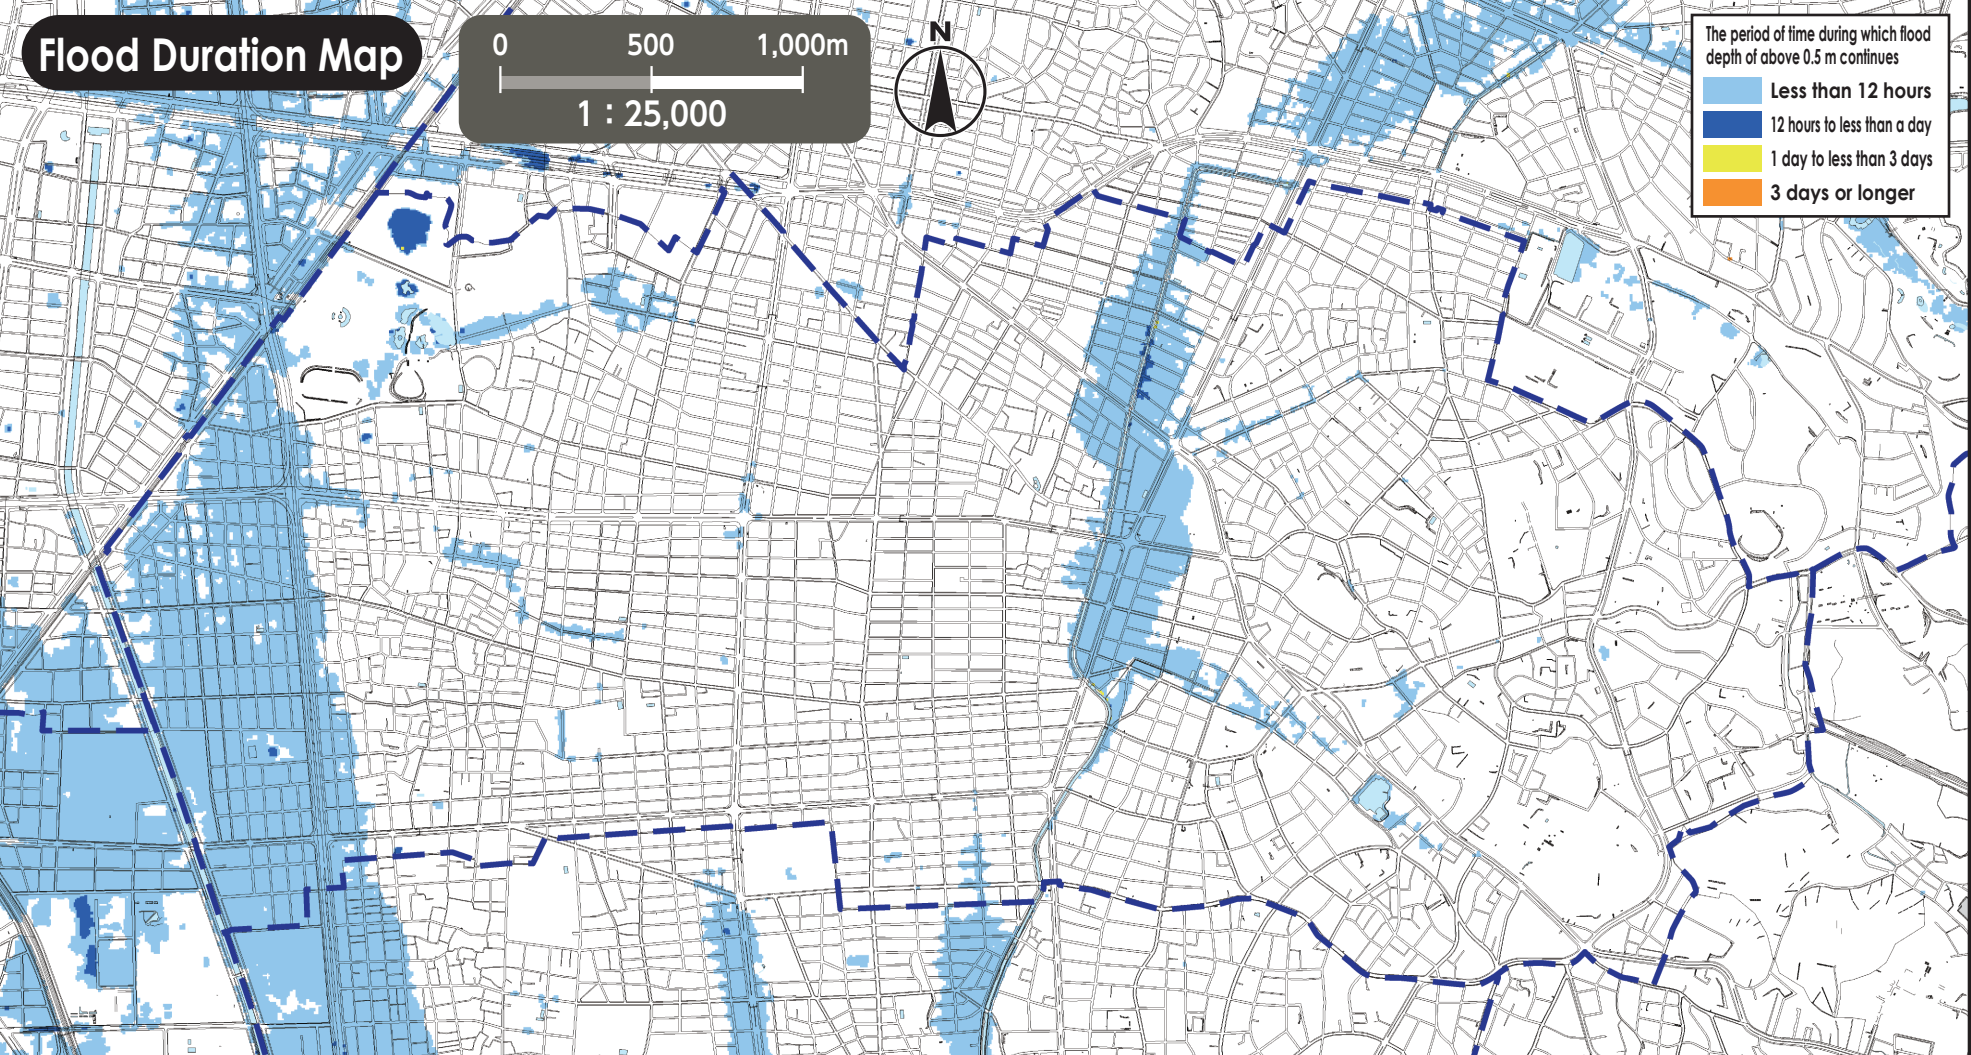 Flood Duration Map
0 500 1,000m
1 : 25,000
N
The period of time during which flood
depth of above 0.5 m continues
Less than 12 hours
12 hours to less than a day
1 day to less than 3 days
3 days or longer